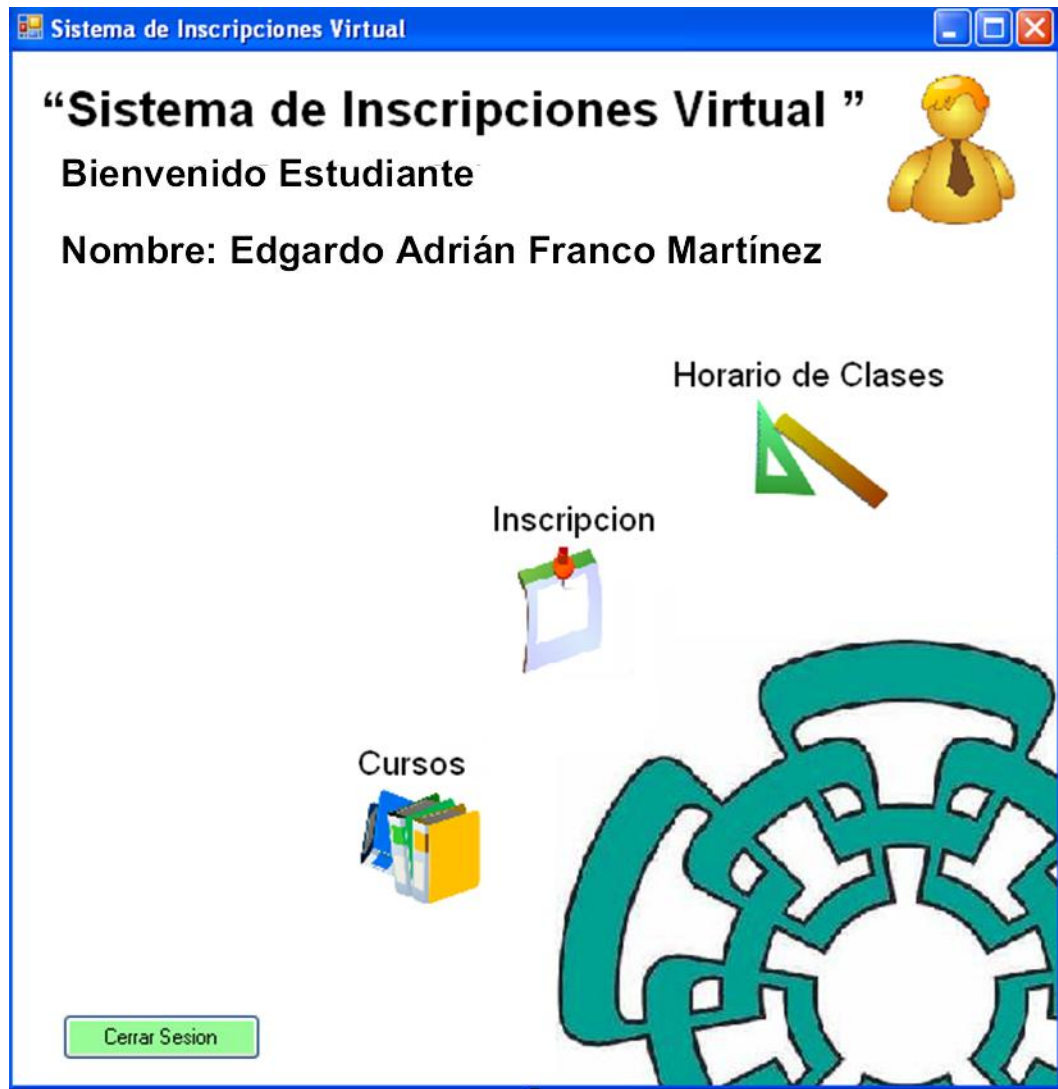 Sistema de Inscripciones Virtual
“Sistema de Inscripciones Virtual ”
Bienvenido Estudiante
Nombre: Edgardo Adrián Franco Martínez
Horario de Clases
Inscripcion
Cursos
Cerrar Sesion